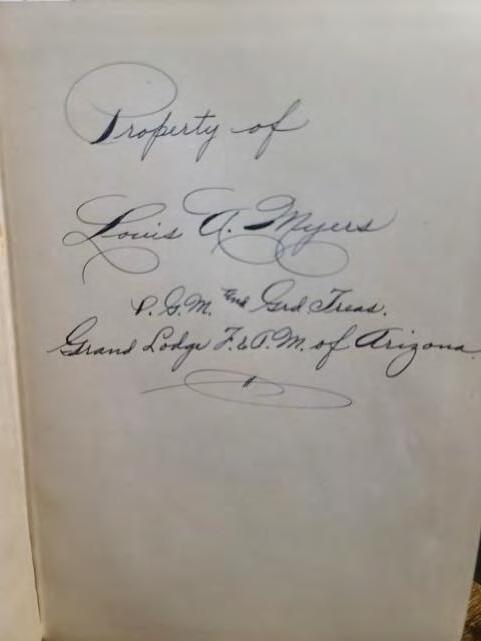 Property of
Louis A. Myers
P. G. M. and Grd. Treas.
Grand Lodge F. & A. M. of Arizona